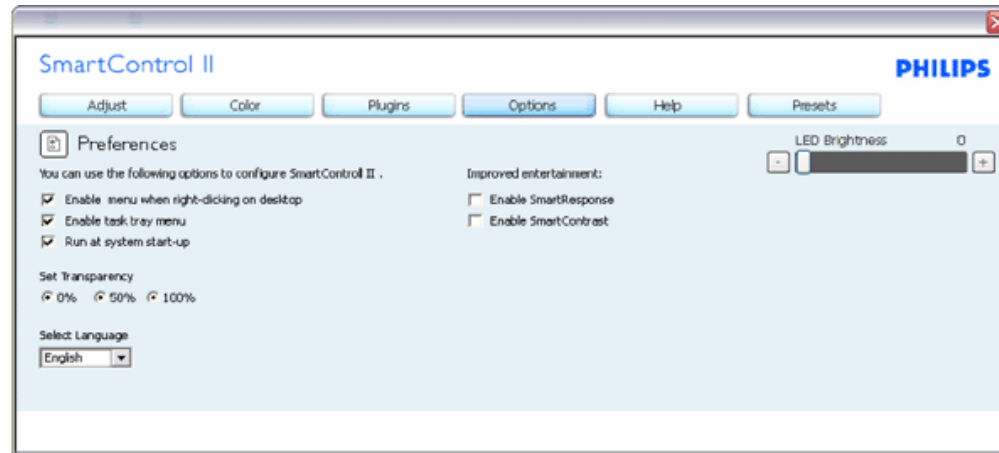 SmartControl II
PHILIPS
Adjust Color Plugins Options Help Presets
Preferences
You can use the following options to configure SmartControl II .
Enable menu when right-clicking on desktop
Enable task tray menu
Run at system start-up
Set Transparency
0% 50% 100%
Select Language
English
Improved entertainment:
Enable SmartResponse
Enable SmartContrast
LED Brightness 0
- +